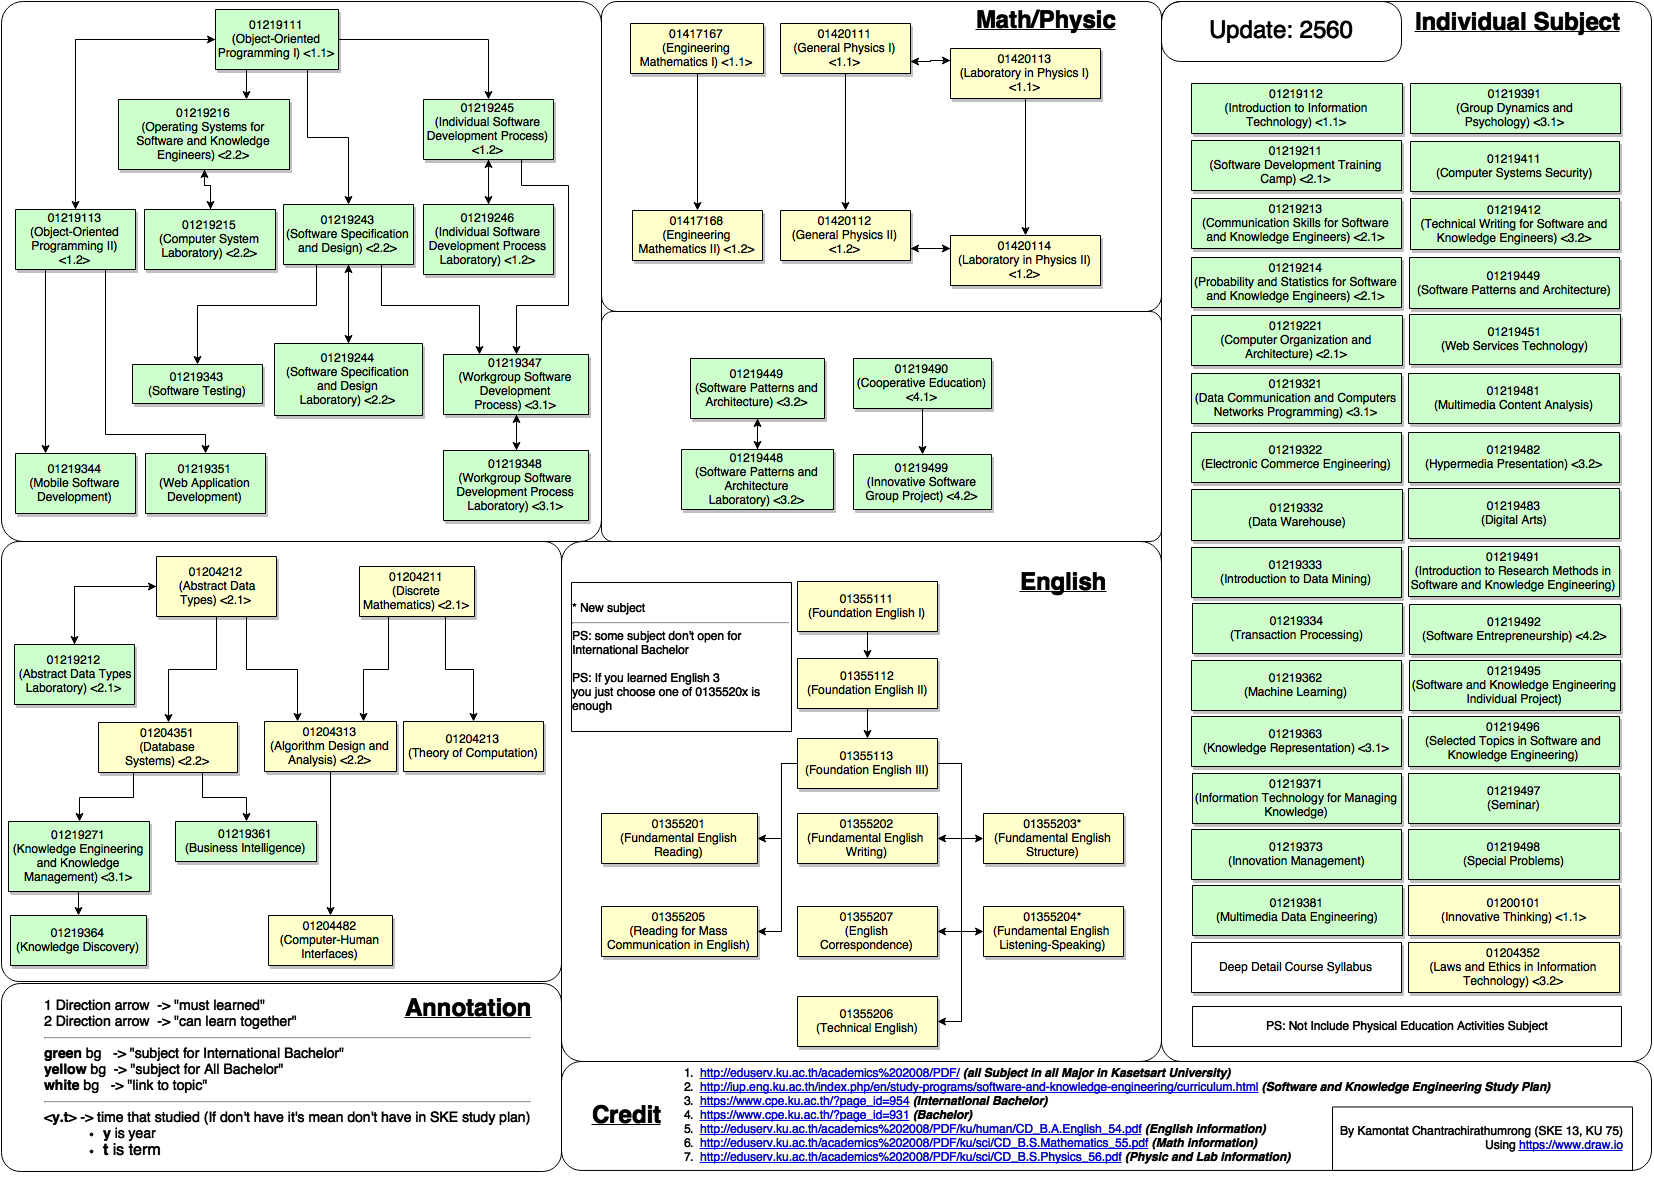 01219111
(Object-Oriented
Programming I) <1.1>
01219216
(Operating Systems for
Software and Knowledge
Engineers) <2.2>
01219245
(Individual Software
Development Process)
<1.2>
01219113
(Object-Oriented
Programming II)
<1.2>
01219215
(Computer System
Laboratory) <2.2>
01219243
(Software Specification
and Design) <2.2>
01219246
(Individual Software
Development Process
Laboratory) <1.2>
01219343
(Software Testing)
01219244
(Software Specification
and Design
Laboratory) <2.2>
01219347
(Workgroup Software
Development
Process) <3.1>
01219344
(Mobile Software
Development)
01219351
(Web Application
Development)
01219348
(Workgroup Software
Development Process
Laboratory) <3.1>
Math/Physic
01417167
(Engineering
Mathematics I) <1.1>
01420111
(General Physics I)
<1.1>
01420113
(Laboratory in Physics I)
<1.1>
01417168
(Engineering
Mathematics II) <1.2>
01420112
(General Physics II)
<1.2>
01420114
(Laboratory in Physics II)
<1.2>
01219449
(Software Patterns and
Architecture) <3.2>
01219490
(Cooperative Education)
<4.1>
01219448
(Software Patterns and
Architecture
Laboratory) <3.2>
01219499
(Innovative Software
Group Project) <4.2>
Update: 2560
Individual Subject
01219112
(Introduction to Information
Technology) <1.1>
01219391
(Group Dynamics and
Psychology) <3.1>
01219211
(Software Development Training
Camp) <2.1>
01219411
(Computer Systems Security)
01219213
(Communication Skills for Software
and Knowledge Engineers) <2.1>
01219412
(Technical Writing for Software and
Knowledge Engineers) <3.2>
01219214
(Probability and Statistics for Software
and Knowledge Engineers) <2.1>
01219449
(Software Patterns and Architecture)
01219221
(Computer Organization and
Architecture) <2.1>
01219451
(Web Services Technology)
01219321
(Data Communication and Computers
Networks Programming) <3.1>
01219481
(Multimedia Content Analysis)
01219322
(Electronic Commerce Engineering)
01219482
(Hypermedia Presentation) <3.2>
01219332
(Data Warehouse)
01219483
(Digital Arts)
01219333
(Introduction to Data Mining)
01219491
(Introduction to Research Methods in
Software and Knowledge Engineering)
01219334
(Transaction Processing)
01219492
(Software Entrepreneurship) <4.2>
01219362
(Machine Learning)
01219495
(Software and Knowledge Engineering
Individual Project)
01219363
(Knowledge Representation) <3.1>
01219496
(Selected Topics in Software and
Knowledge Engineering)
01219371
(Information Technology for Managing
Knowledge)
01219497
(Seminar)
01219373
(Innovation Management)
01219498
(Special Problems)
01219381
(Multimedia Data Engineering)
01200101
(Innovative Thinking) <1.1>
Deep Detail Course Syllabus
01204352
(Laws and Ethics in Information
Technology) <3.2>
PS: Not Include Physical Education Activities Subject
01204212
(Abstract Data
Types) <2.1>
01204211
(Discrete
Mathematics) <2.1>
01219212
(Abstract Data Types
Laboratory) <2.1>
01204351
(Database
Systems) <2.2>
01204313
(Algorithm Design and
Analysis) <2.2>
01204213
(Theory of Computation)
01219271
(Knowledge Engineering
and Knowledge
Management) <3.1>
01219361
(Business Intelligence)
01219364
(Knowledge Discovery)
01204482
(Computer-Human
Interfaces)
English
* New subject
PS: some subject don't open for
International Bachelor
PS: If you learned English 3
you just choose one of 0135520x is
enough
01355111
(Foundation English I)
01355112
(Foundation English II)
01355113
(Foundation English III)
01355201
(Fundamental English
Reading)
01355202
(Fundamental English
Writing)
01355203*
(Fundamental English
Structure)
01355205
(Reading for Mass
Communication in English)
01355207
(English
Correspondence)
01355204*
(Fundamental English
Listening-Speaking)
01355206
(Technical English)
Annotation
1 Direction arrow -> "must learned"
2 Direction arrow -> "can learn together"
green bg -> "subject for International Bachelor"
yellow bg -> "subject for All Bachelor"
white bg -> "link to topic"
<y.t> -> time that studied (If don't have it's mean don't have in SKE study plan)
• y is year
• t is term
Credit
1. http://eduserv.ku.ac.th/academics%202008/PDF/ (all Subject in all Major in Kasetsart University)
2. http://iup.eng.ku.ac.th/index.php/en/study-programs/software-and-knowledge-engineering/curriculum.html (Software and Knowledge Engineering Study Plan)
3. https://www.cpe.ku.ac.th/?page_id=954 (International Bachelor)
4. https://www.cpe.ku.ac.th/?page_id=931 (Bachelor)
5. http://eduserv.ku.ac.th/academics%202008/PDF/ku/human/CD_B.A.English_54.pdf (English information)
6. http://eduserv.ku.ac.th/academics%202008/PDF/ku/sci/CD_B.S.Mathematics_55.pdf (Math information)
7. http://eduserv.ku.ac.th/academics%202008/PDF/ku/sci/CD_B.S.Physics_56.pdf (Physic and Lab information)
By Kamontat Chantrachirathumrong (SKE 13, KU 75)
Using https://www.draw.io